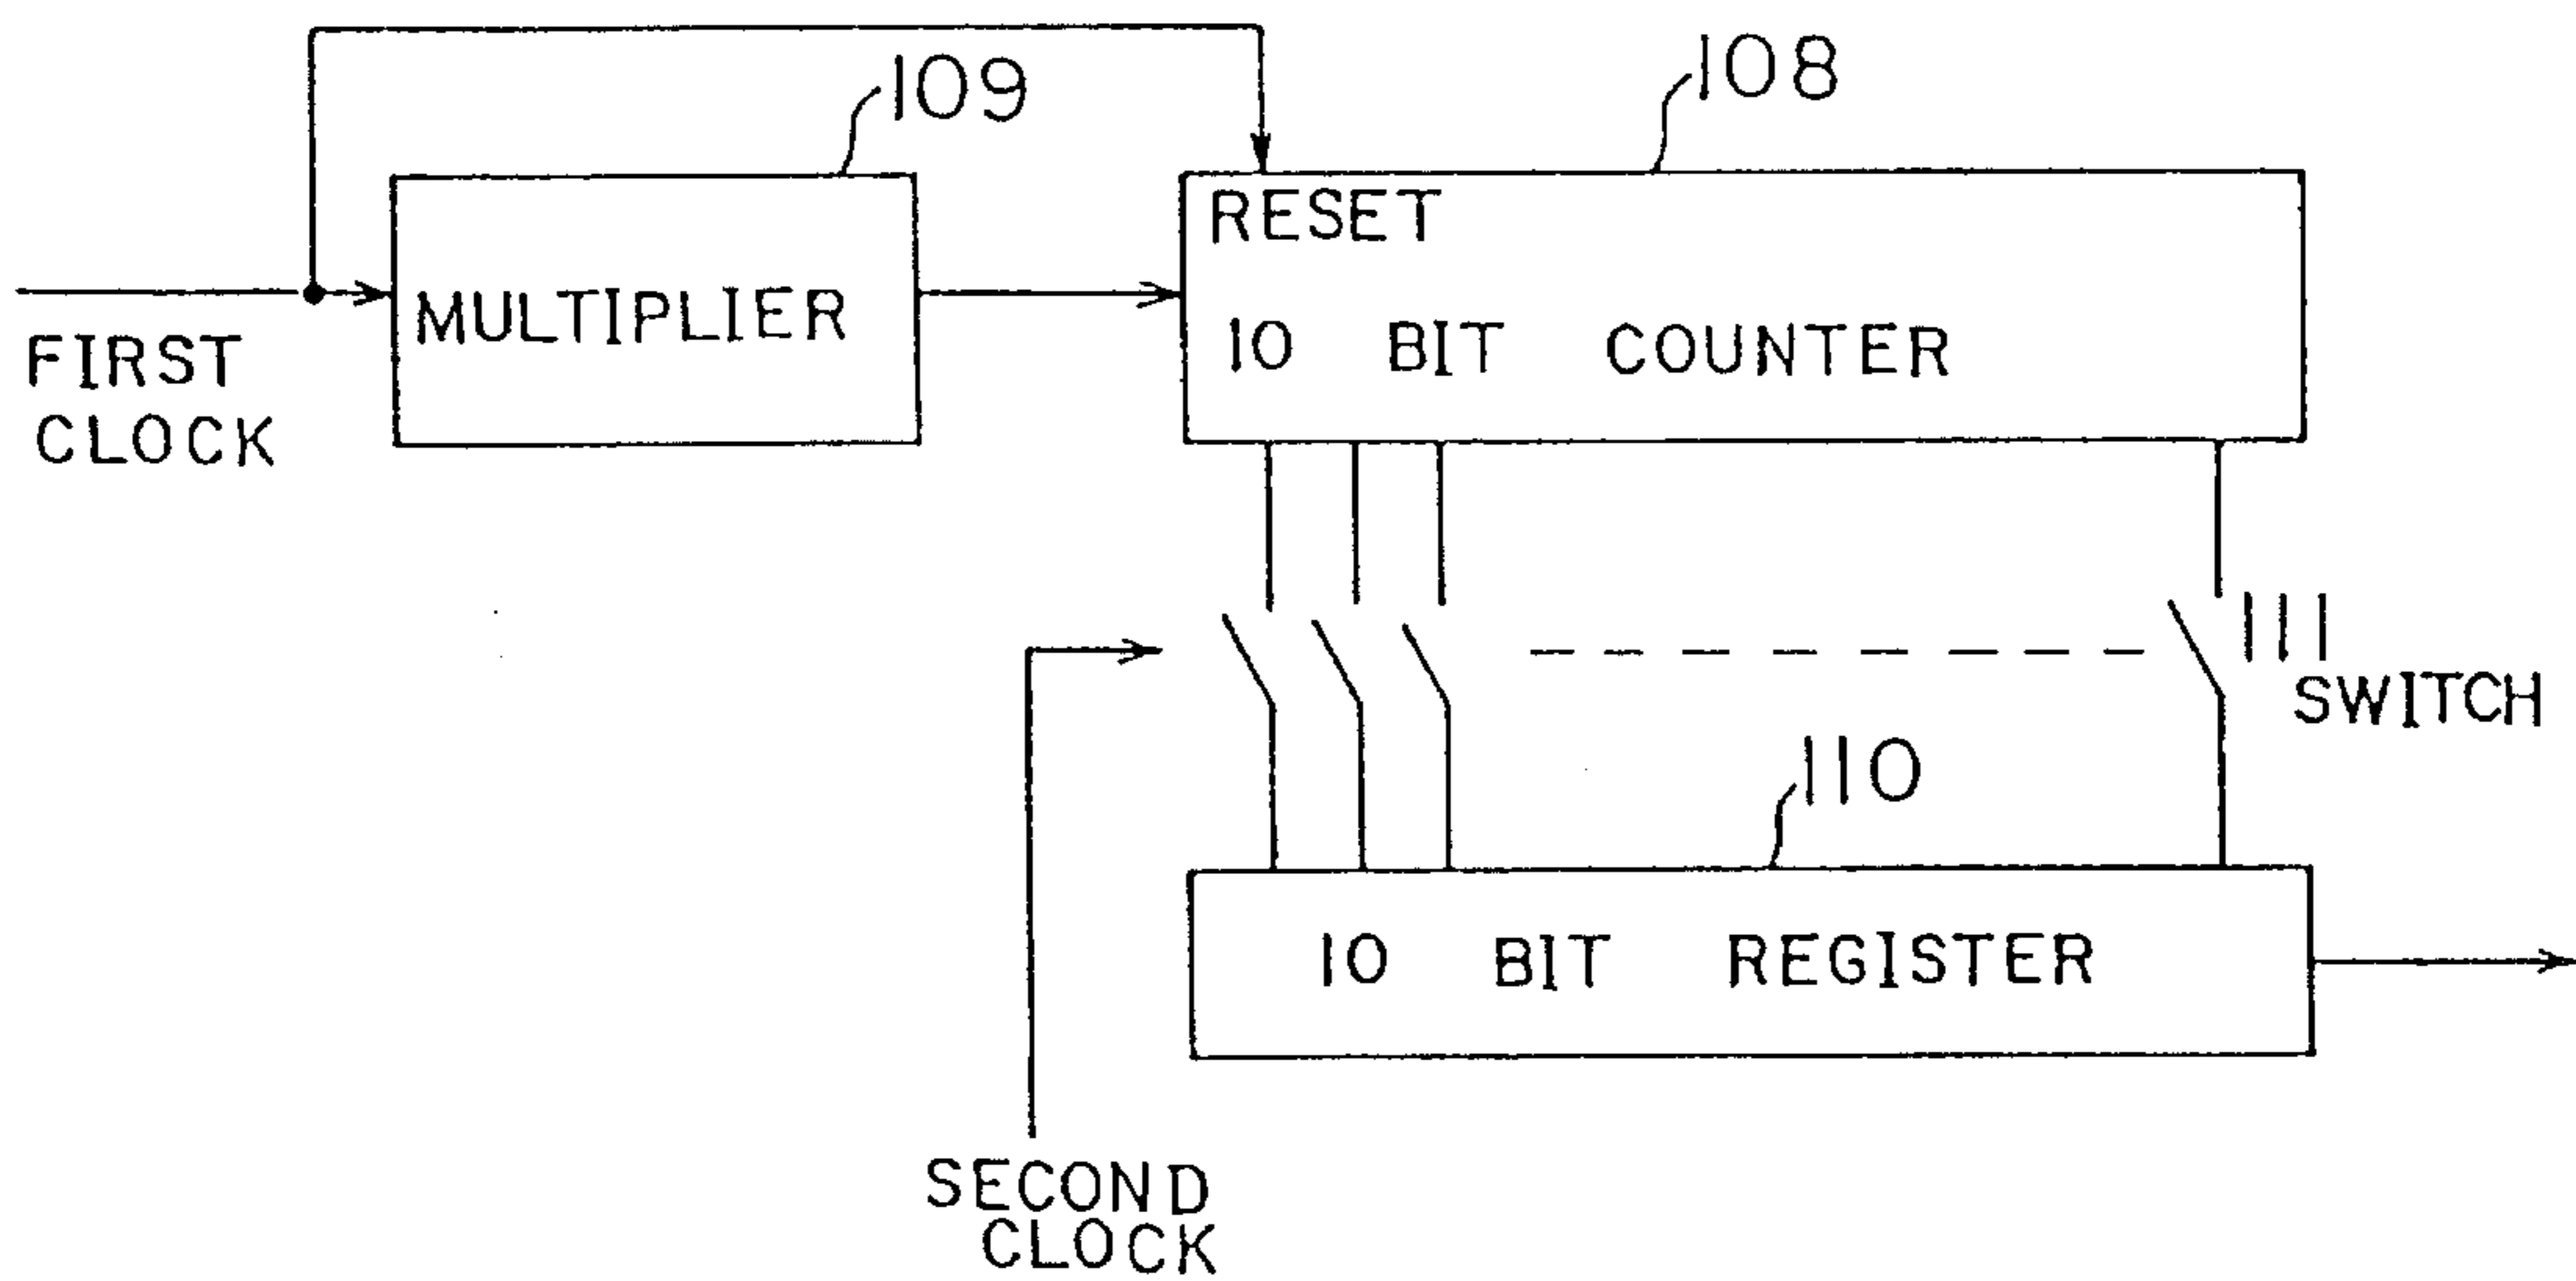 109
108
RESET
MULTIPLIER
10 BIT COUNTER
FIRST
CLOCK
111
SWITCH
110
10 BIT REGISTER
SECOND
CLOCK